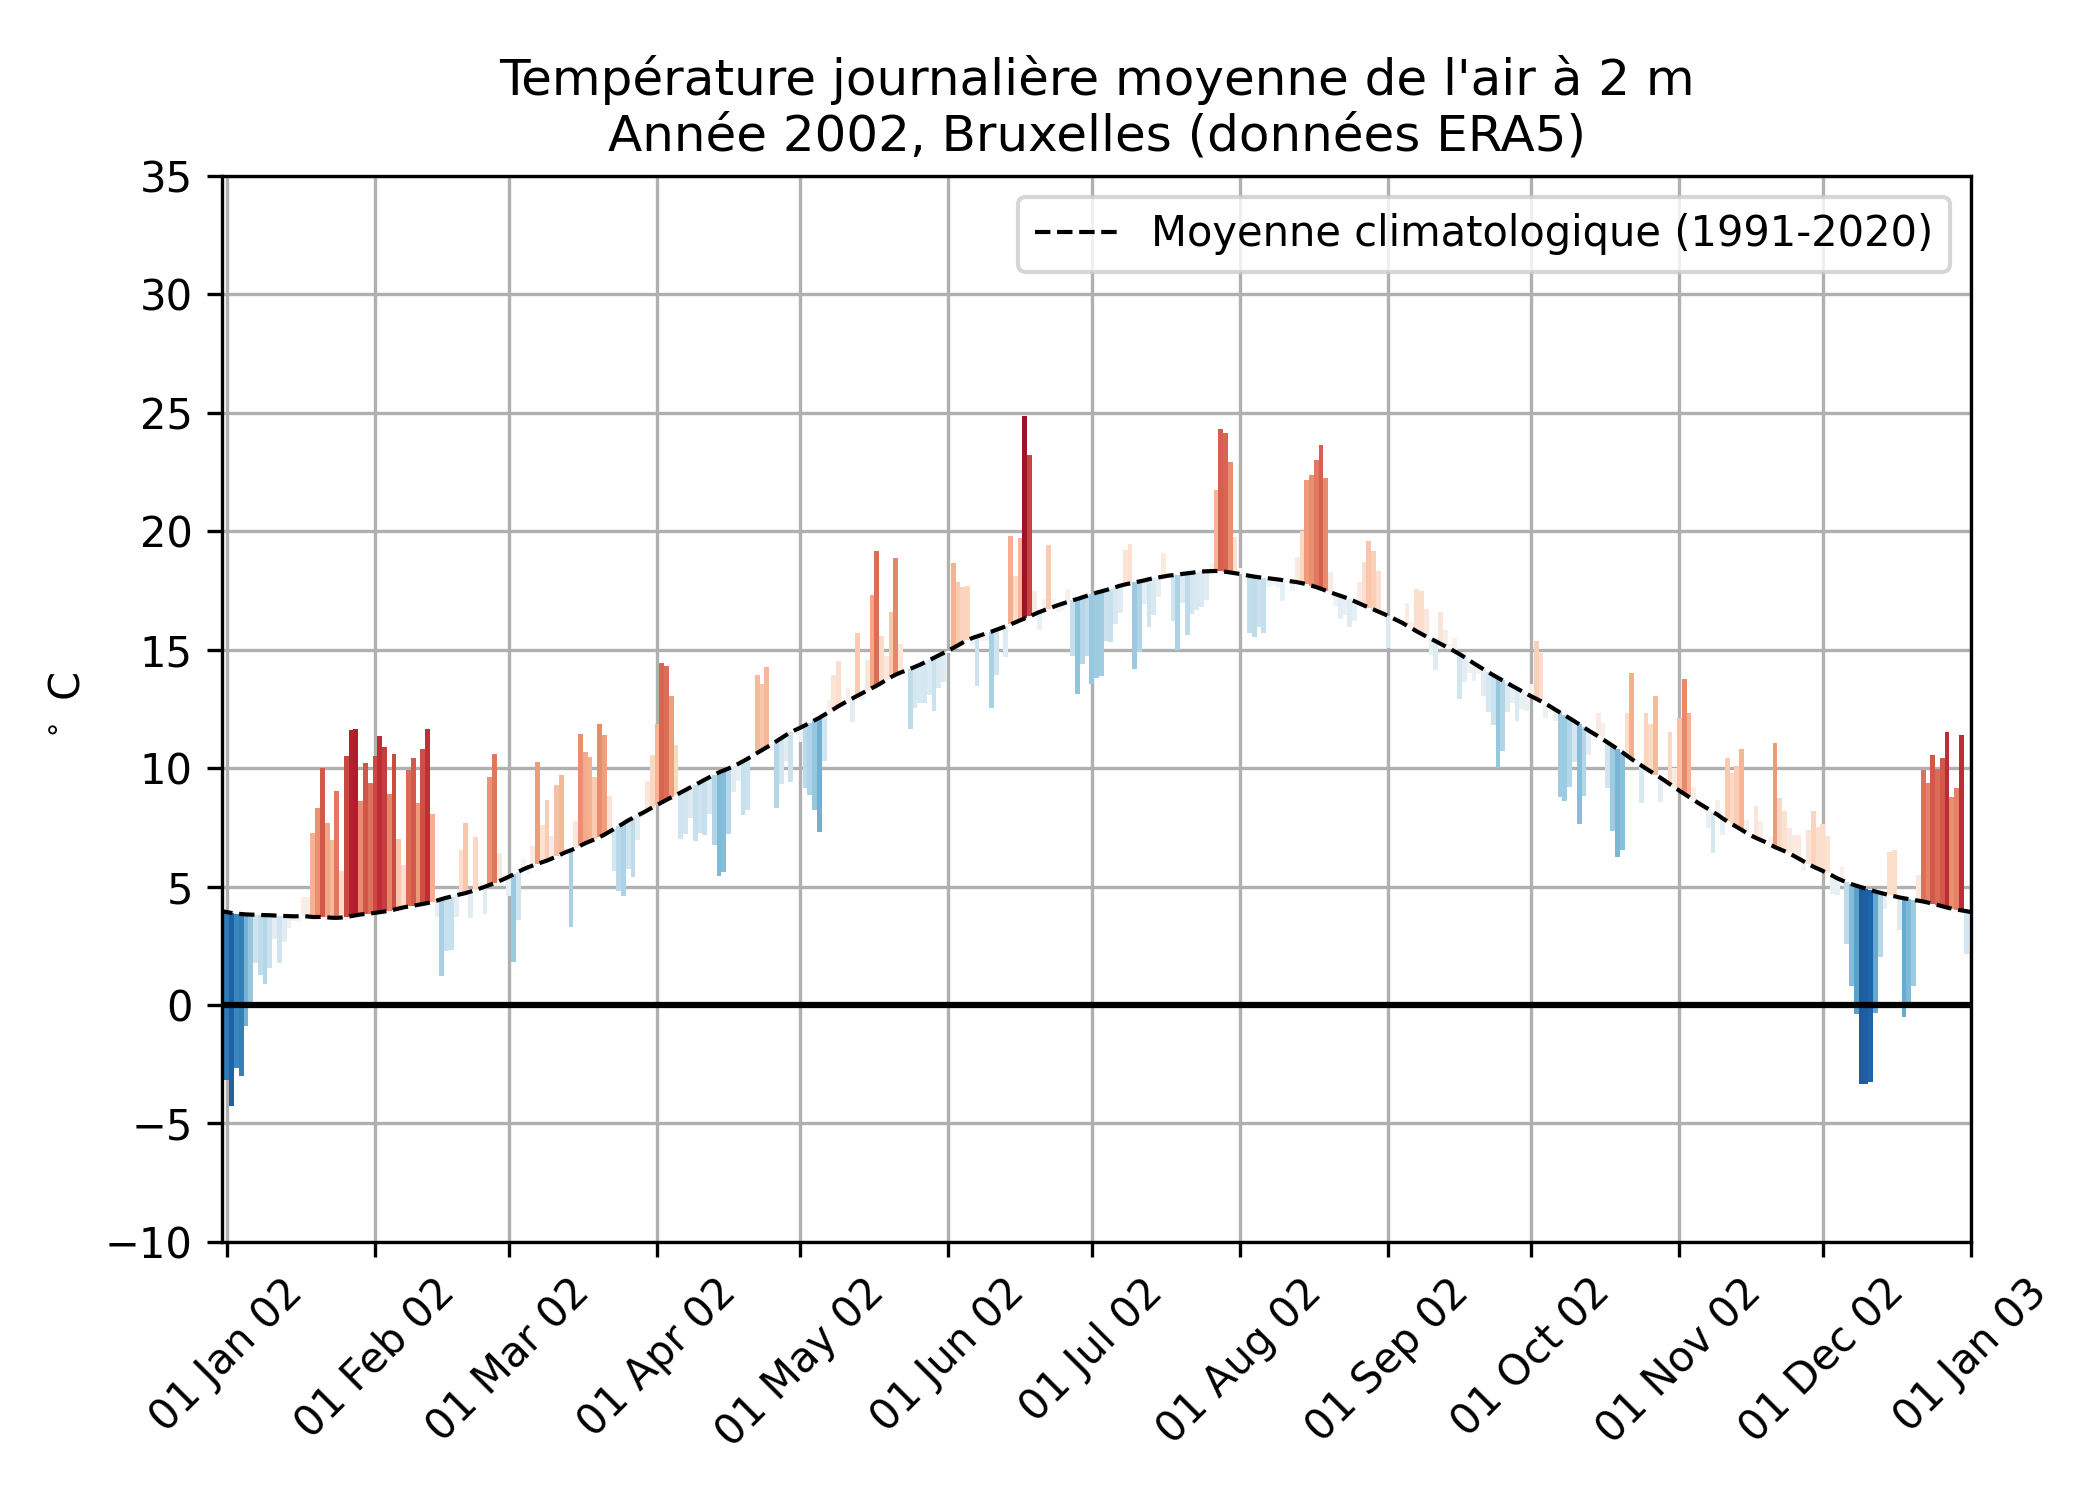 Température journalière moyenne de l'air à 2 m
Année 2002, Bruxelles (données ERA5)
Moyenne climatologique (1991-2020)
35
30
25
20
15
10
5
0
−5
−10
° C
01 Jan 02
01 Feb 02
01 Mar 02
01 Apr 02
01 May 02
01 Jun 02
01 Jul 02
01 Aug 02
01 Sep 02
01 Oct 02
01 Nov 02
01 Dec 02
01 Jan 03